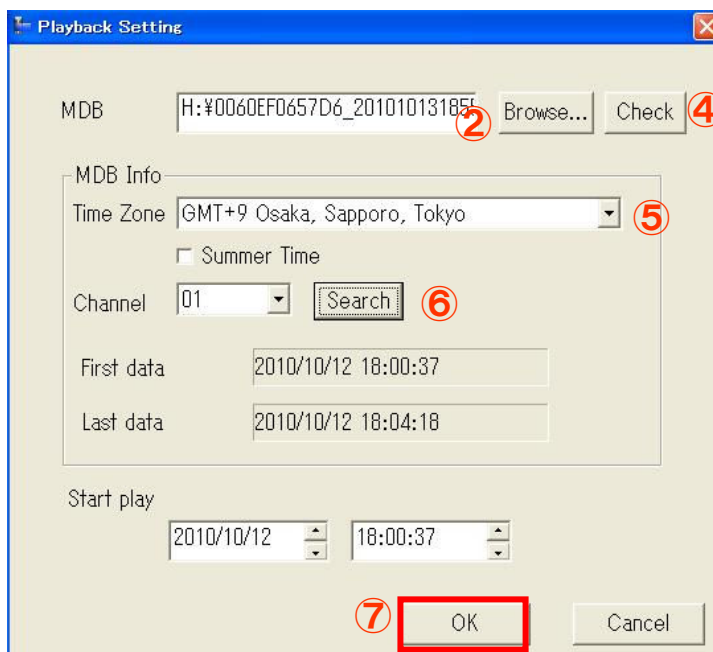 Playback Setting
MDB H:¥0060EF0657D6_201010131858 ② Browse... Check ④
MDB Info
Time Zone GMT+9 Osaka, Sapporo, Tokyo ⑤
Summer Time
Channel 01 Search ⑥
First data 2010/10/12 18:00:37
Last data 2010/10/12 18:04:18
Start play
2010/10/12 18:00:37
⑦ OK Cancel